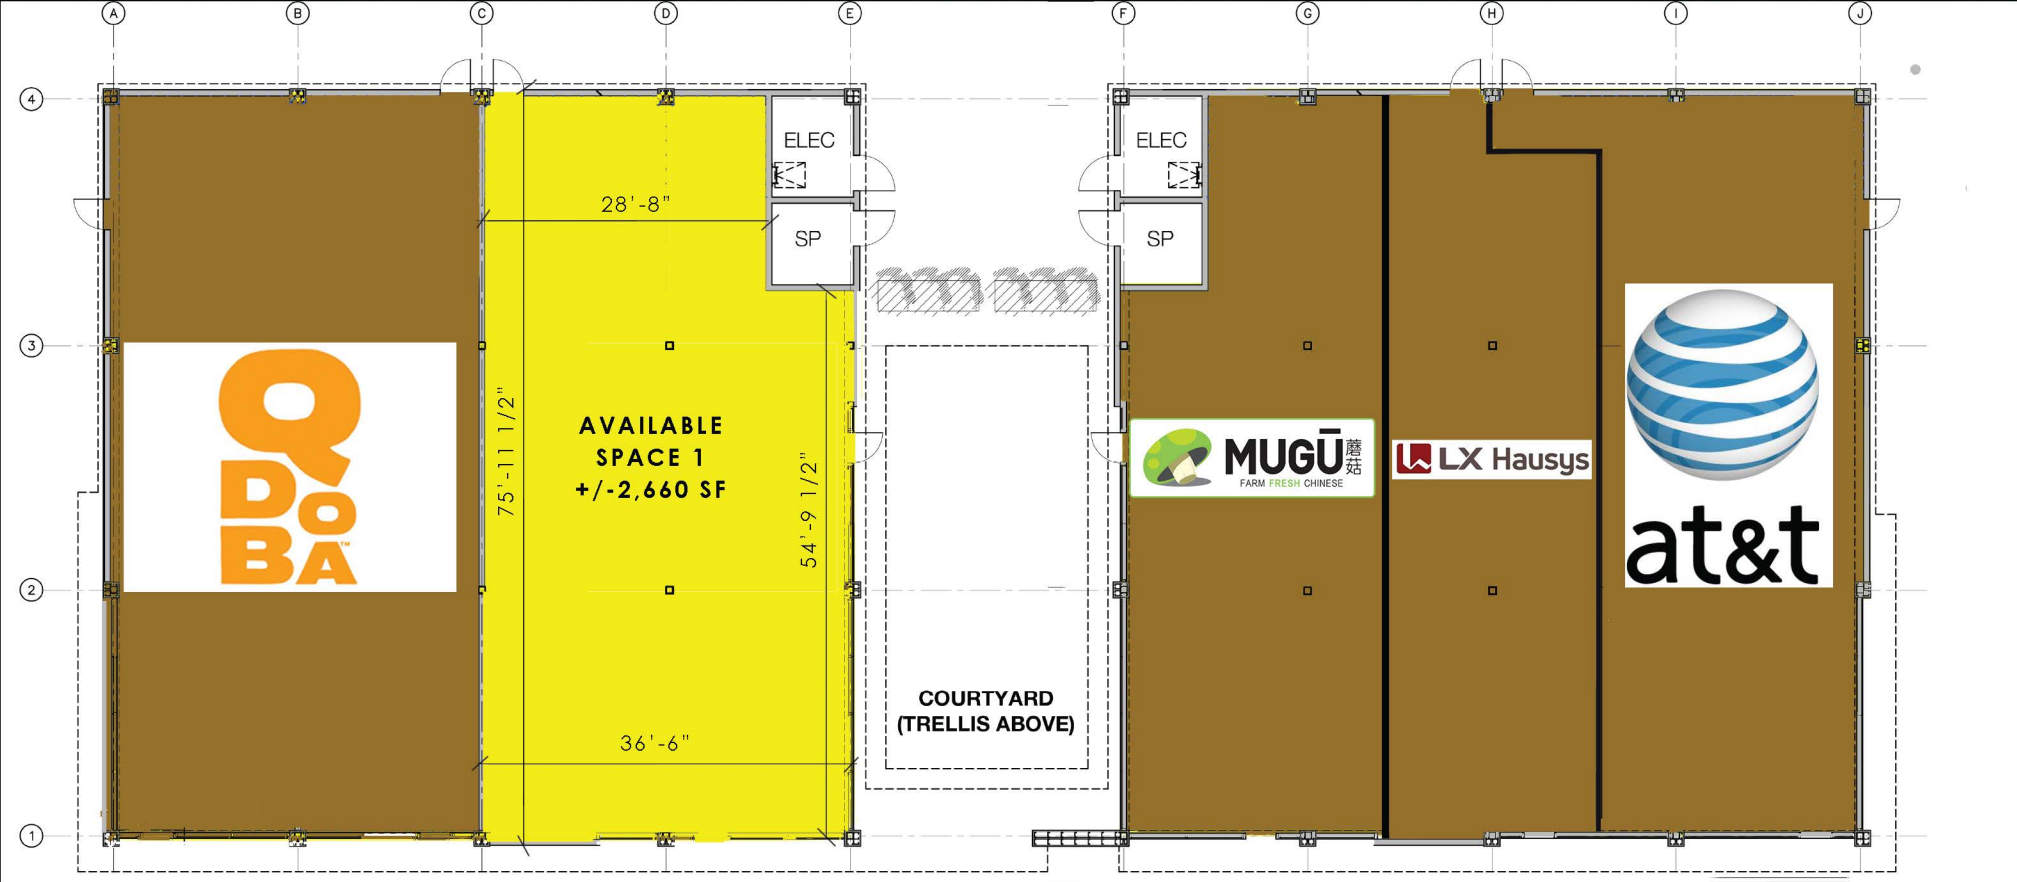 A B C D E F G H I J
4
ELEC
ELEC
28'-8"
SP
SP
3
QDOBA™
75'-11 1/2"
AVAILABLE
SPACE 1
+/-2,660 SF
54'-9 1/2"
MUGŪ 蘑菇
FARM FRESH CHINESE
LX Hausys
at&t
2
COURTYARD
(TRELLIS ABOVE)
36'-6"
1